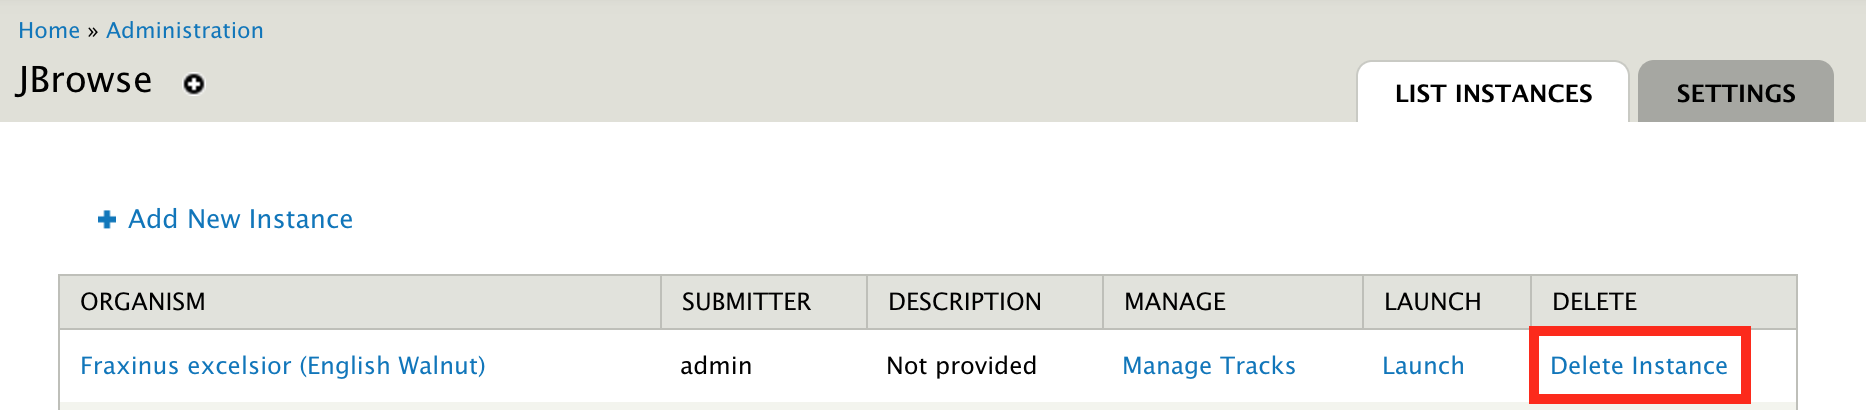 Home » Administration
JBrowse
LIST INSTANCES
SETTINGS
Add New Instance
ORGANISM SUBMITTER DESCRIPTION MANAGE LAUNCH DELETE
Fraxinus excelsior (English Walnut) admin Not provided Manage Tracks Launch Delete Instance